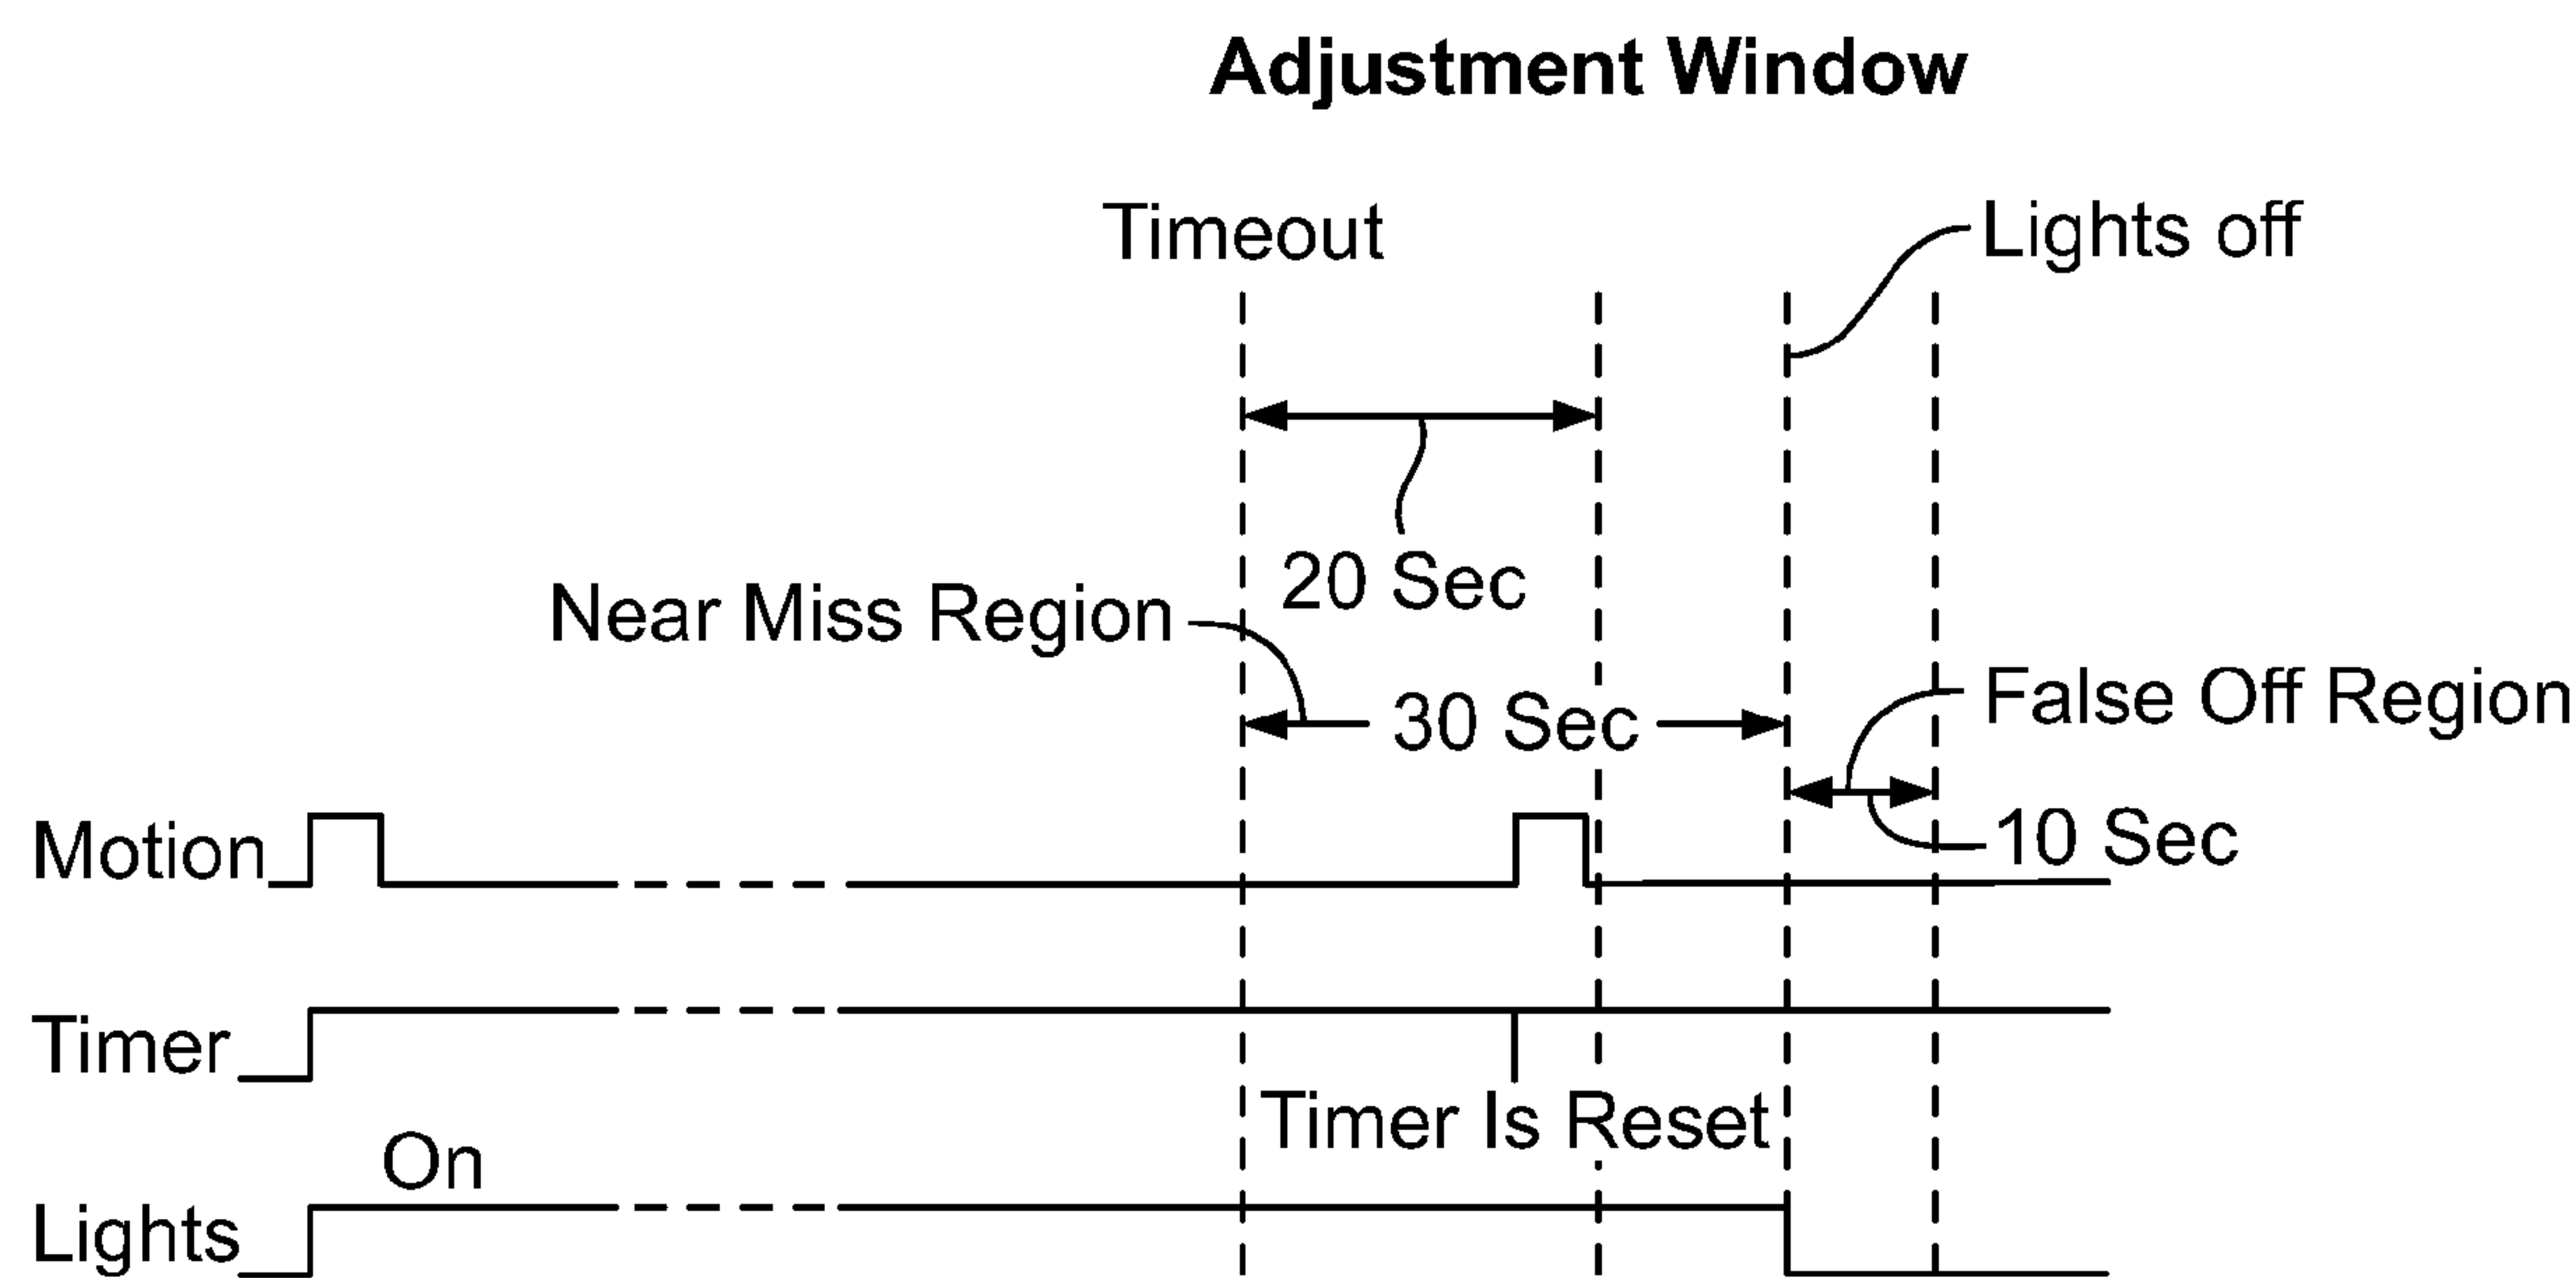 Adjustment Window
Timeout
Lights off
20 Sec
Near Miss Region
30 Sec
False Off Region
10 Sec
Motion
Timer
Timer Is Reset
On
Lights